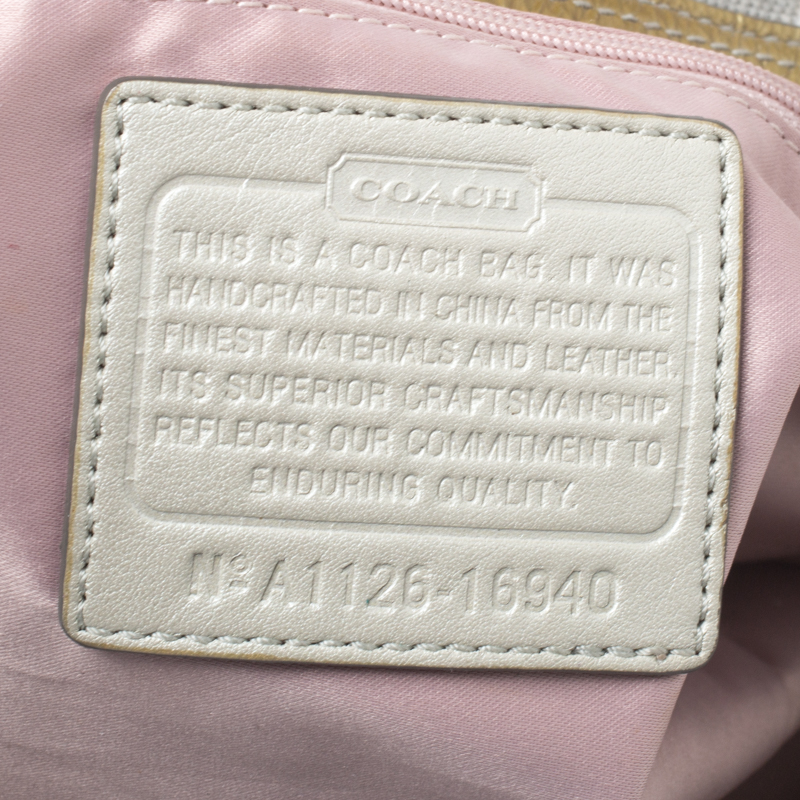 COACH
THIS IS A COACH BAG. IT WAS
HANDCRAFTED IN CHINA FROM THE
FINEST MATERIALS AND LEATHER.
ITS SUPERIOR CRAFTSMANSHIP
REFLECTS OUR COMMITMENT TO
ENDURING QUALITY.
Nº A1126-16940